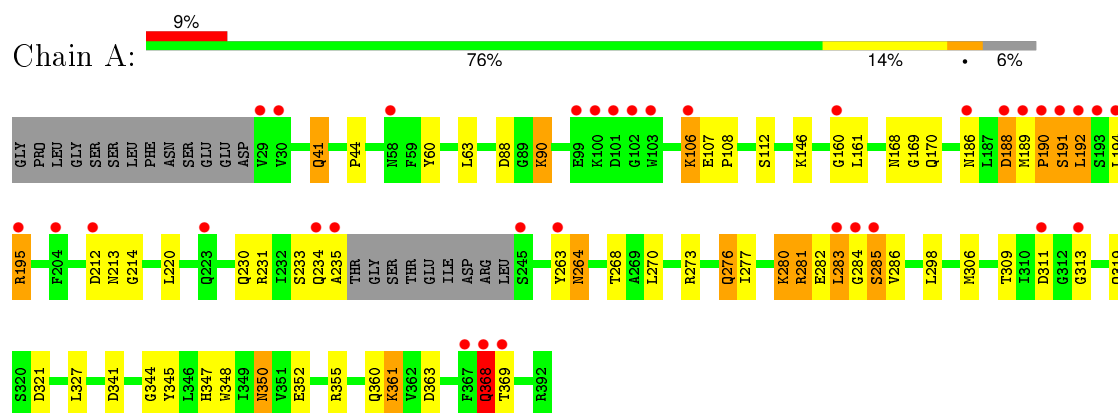 9%
Chain A:
76% 14% • 6%
GLY PRO LEU GLY SER SER LEU PHE ASN SER GLU GLU ASP V29 V30 Q41 P44 N58 F59 Y60 L63 D88 G89 K90 E99 K100 D101 G102 W103 K106 E107 P108 S112 K146 G160 L161 N168 G169 Q170 N186 L187 D188 M189 P190 S191 L192 S193 L194
R195 F204 D212 N213 G214 L220 Q223 Q230 R231 I232 S233 Q234 A235 THR GLY SER THR GLU ILE ASP ARG LEU S245 Y263 N264 T268 A269 L270 R273 Q276 I277 K280 R281 E282 L283 G284 S285 V286 L298 M306 T309 I310 D311 G312 G313 Q319
S320 D321 L327 D341 G344 Y345 L346 H347 W348 I349 N350 V351 E352 R355 Q360 K361 V362 D363 F367 Q368 T369 R392